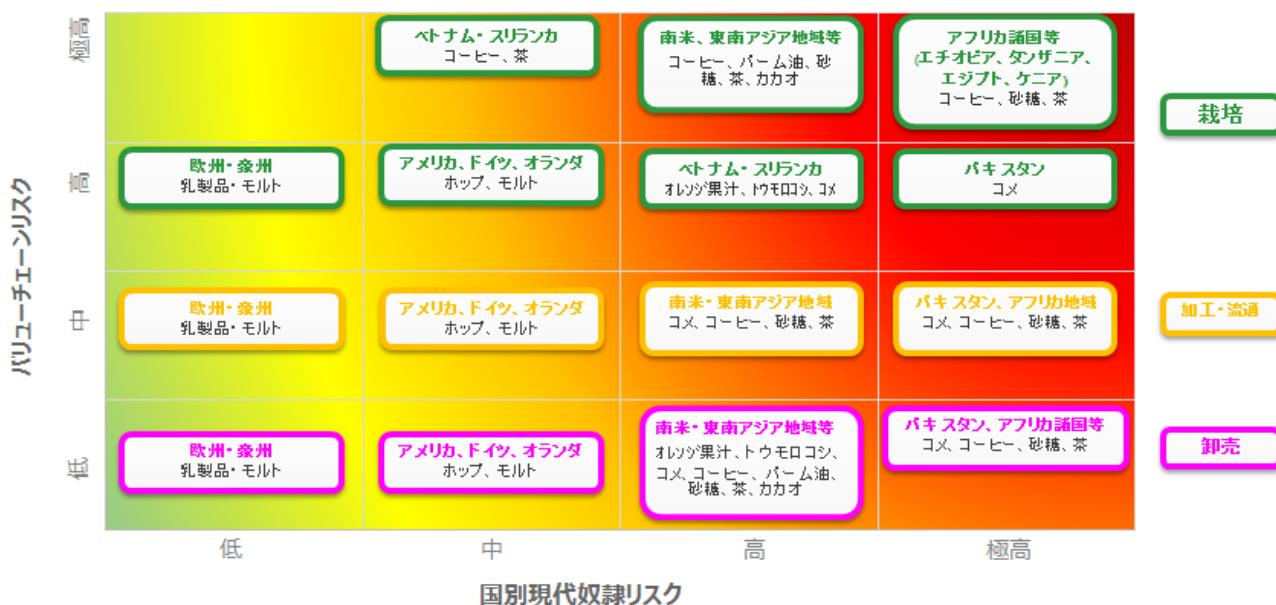 極高
ベトナム・スリランカ
コーヒー、茶
南米、東南アジア地域等
コーヒー、パーム油、砂
糖、茶、カカオ
アフリカ諸国等
(エチオピア、タンザニア、
エジプト、ケニア)
コーヒー、砂糖、茶
栽培
高
欧州・豪州
乳製品・モルト
アメリカ、ドイツ、オランダ
ホップ、モルト
ベトナム・スリランカ
オレンジ果汁、トウモロコシ、コメ
パキスタン
コメ
バリューチェーンリスク
中
欧州・豪州
乳製品・モルト
アメリカ、ドイツ、オランダ
ホップ、モルト
南米・東南アジア地域
コメ、コーヒー、砂糖、茶
パキスタン、アフリカ地域
コメ、コーヒー、砂糖、茶
加工・流通
低
欧州・豪州
乳製品・モルト
アメリカ、ドイツ、オランダ
ホップ、モルト
南米・東南アジア地域等
オレンジ果汁、トウモロコシ、
コメ、コーヒー、パーム油、
砂糖、茶、カカオ
パキスタン、アフリカ諸国等
コメ、コーヒー、砂糖、茶
卸売
低
中
高
極高
国別現代奴隷リスク